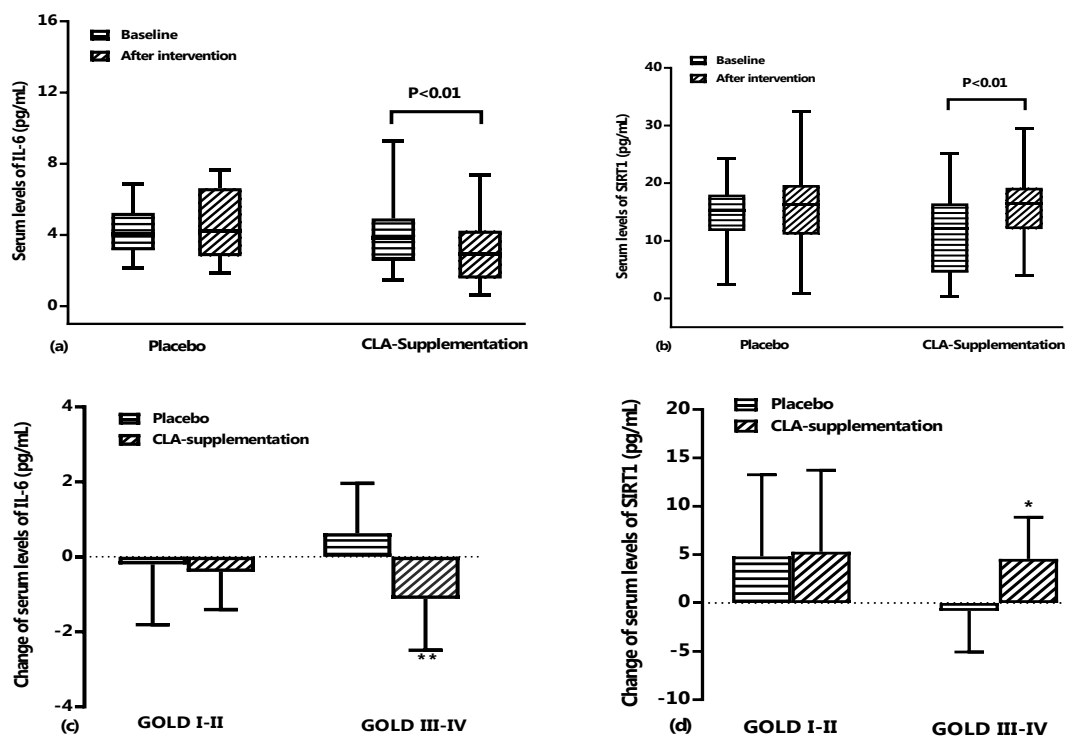 Serum levels of IL-6 (pg/mL)
16
12
8
4
0
Baseline
After intervention
P<0.01
(a)
Placebo
CLA-Supplementation
Serum levels of SIRT1 (pg/mL)
40
30
20
10
0
Baseline
After intervention
P<0.01
(b)
Placebo
CLA-Supplementation
Change of serum levels of IL-6 (pg/mL)
4
2
0
-2
-4
Placebo
CLA-supplementation
**
(c)
GOLD I-II
GOLD III-IV
Change of serum levels of SIRT1 (pg/mL)
20
15
10
5
0
-5
-10
Placebo
CLA-supplementation
*
(d)
GOLD I-II
GOLD III-IV